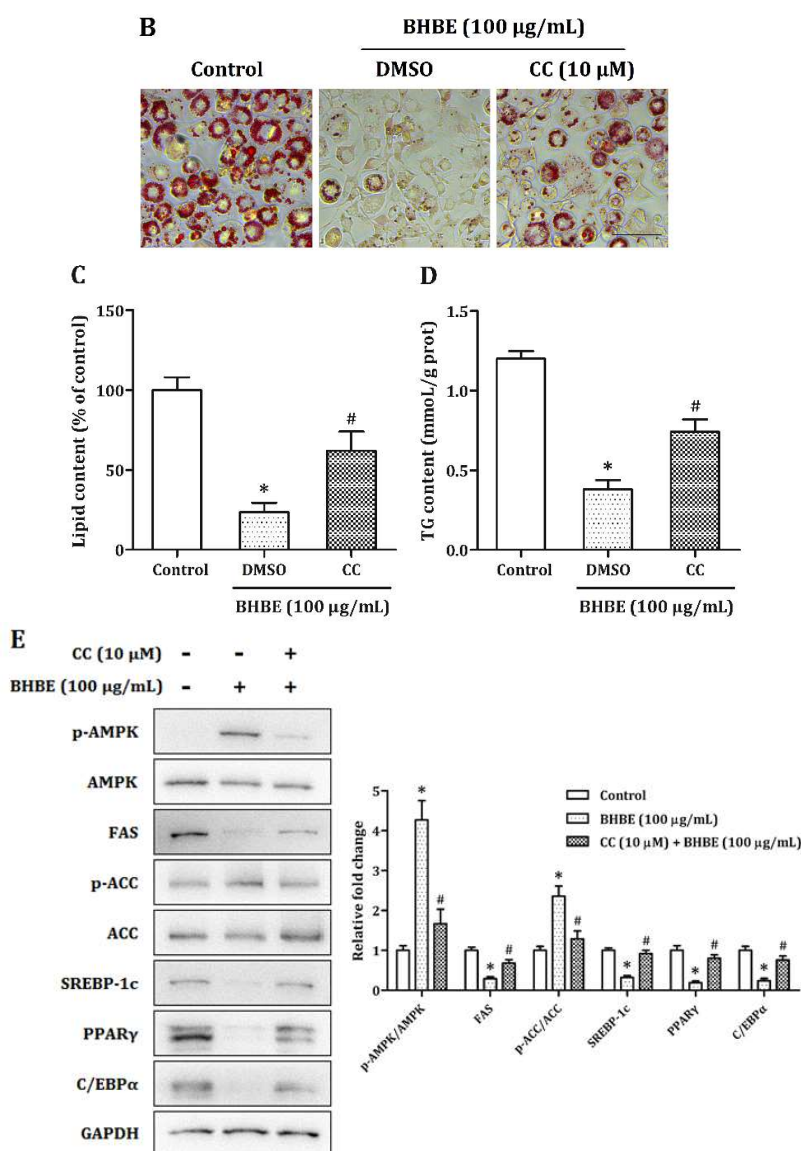 B
BHBE (100 µg/mL)
Control DMSO CC (10 µM)
C
Lipid content (% of control)
150
100
50
0
Control DMSO CC
BHBE (100 µg/mL)
*
#
D
TG content (mmoL/g prot)
1.5
1.0
0.5
0.0
Control DMSO CC
BHBE (100 µg/mL)
*
#
E
CC (10 µM) - - +
BHBE (100 µg/mL) - + +
p-AMPK
AMPK
FAS
p-ACC
ACC
SREBP-1c
PPARγ
C/EBPα
GAPDH
Relative fold change
5
4
3
2
1
0
Control
BHBE (100 µg/mL)
CC (10 µM) + BHBE (100 µg/mL)
* # * # * # * # * # * #
p-AMPK/AMPK
FAS
p-ACC/ACC
SREBP-1c
PPARγ
C/EBPα